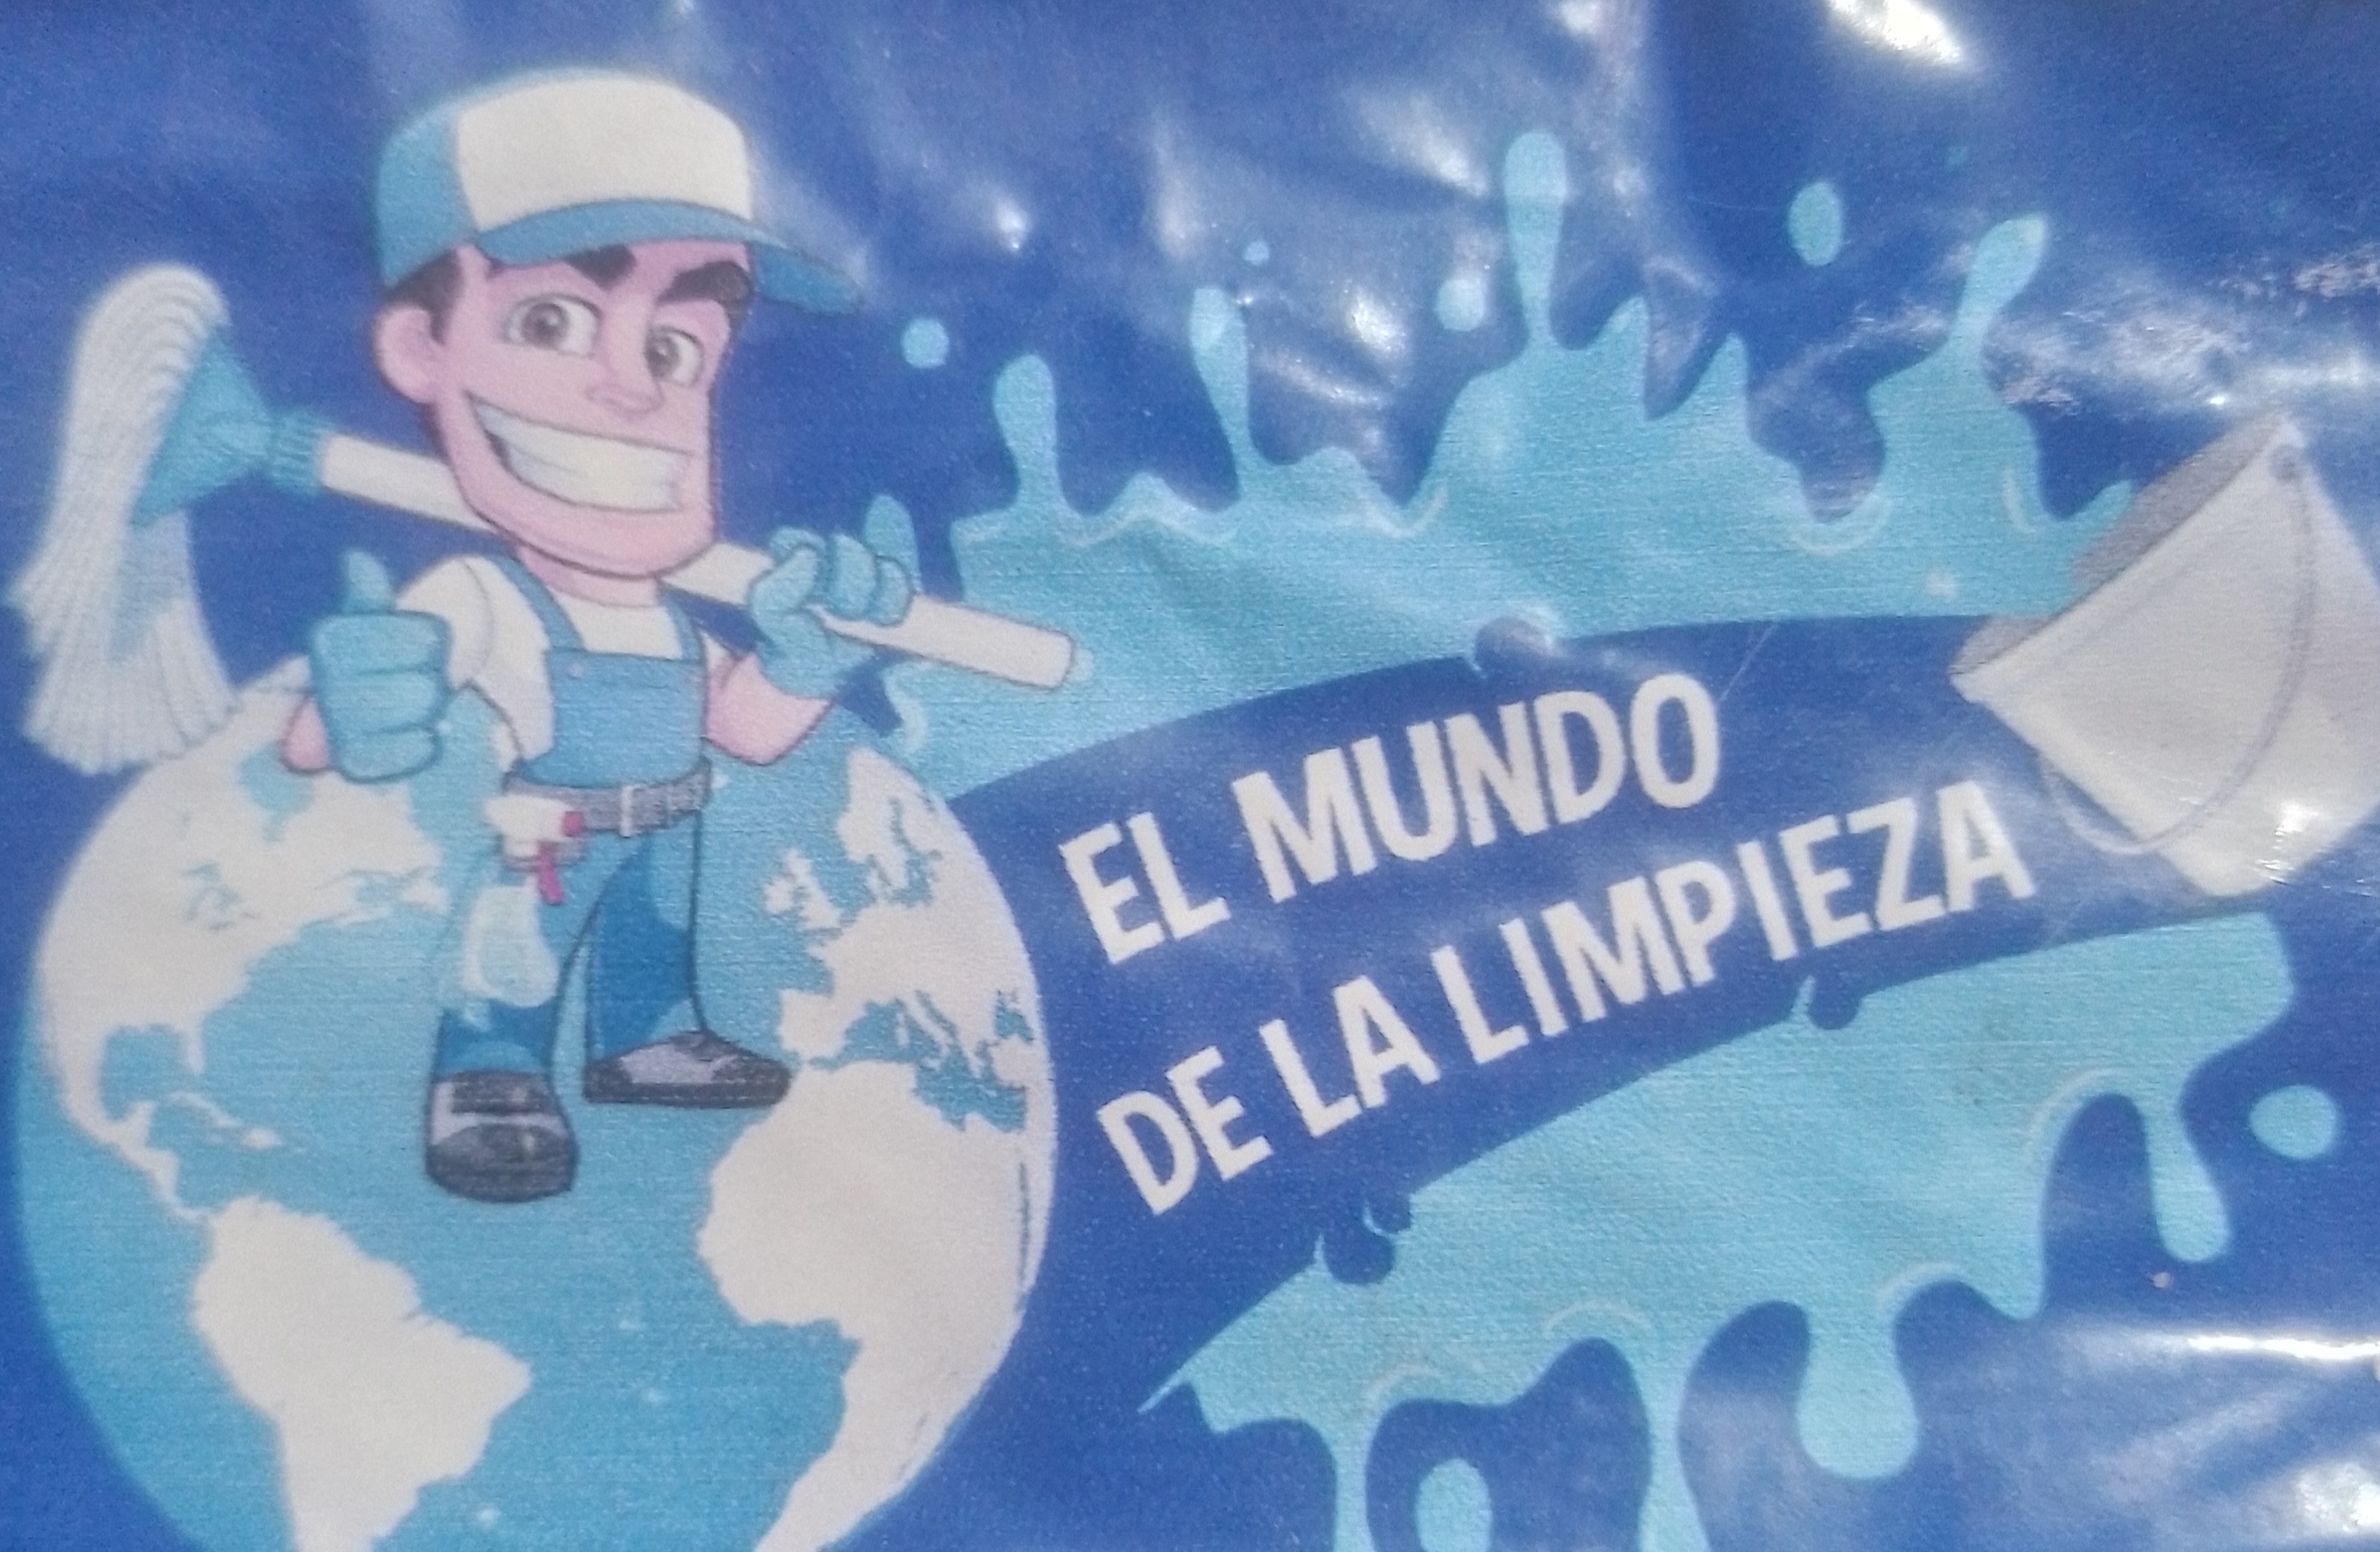 EL MUNDO
DE LA LIMPIEZA